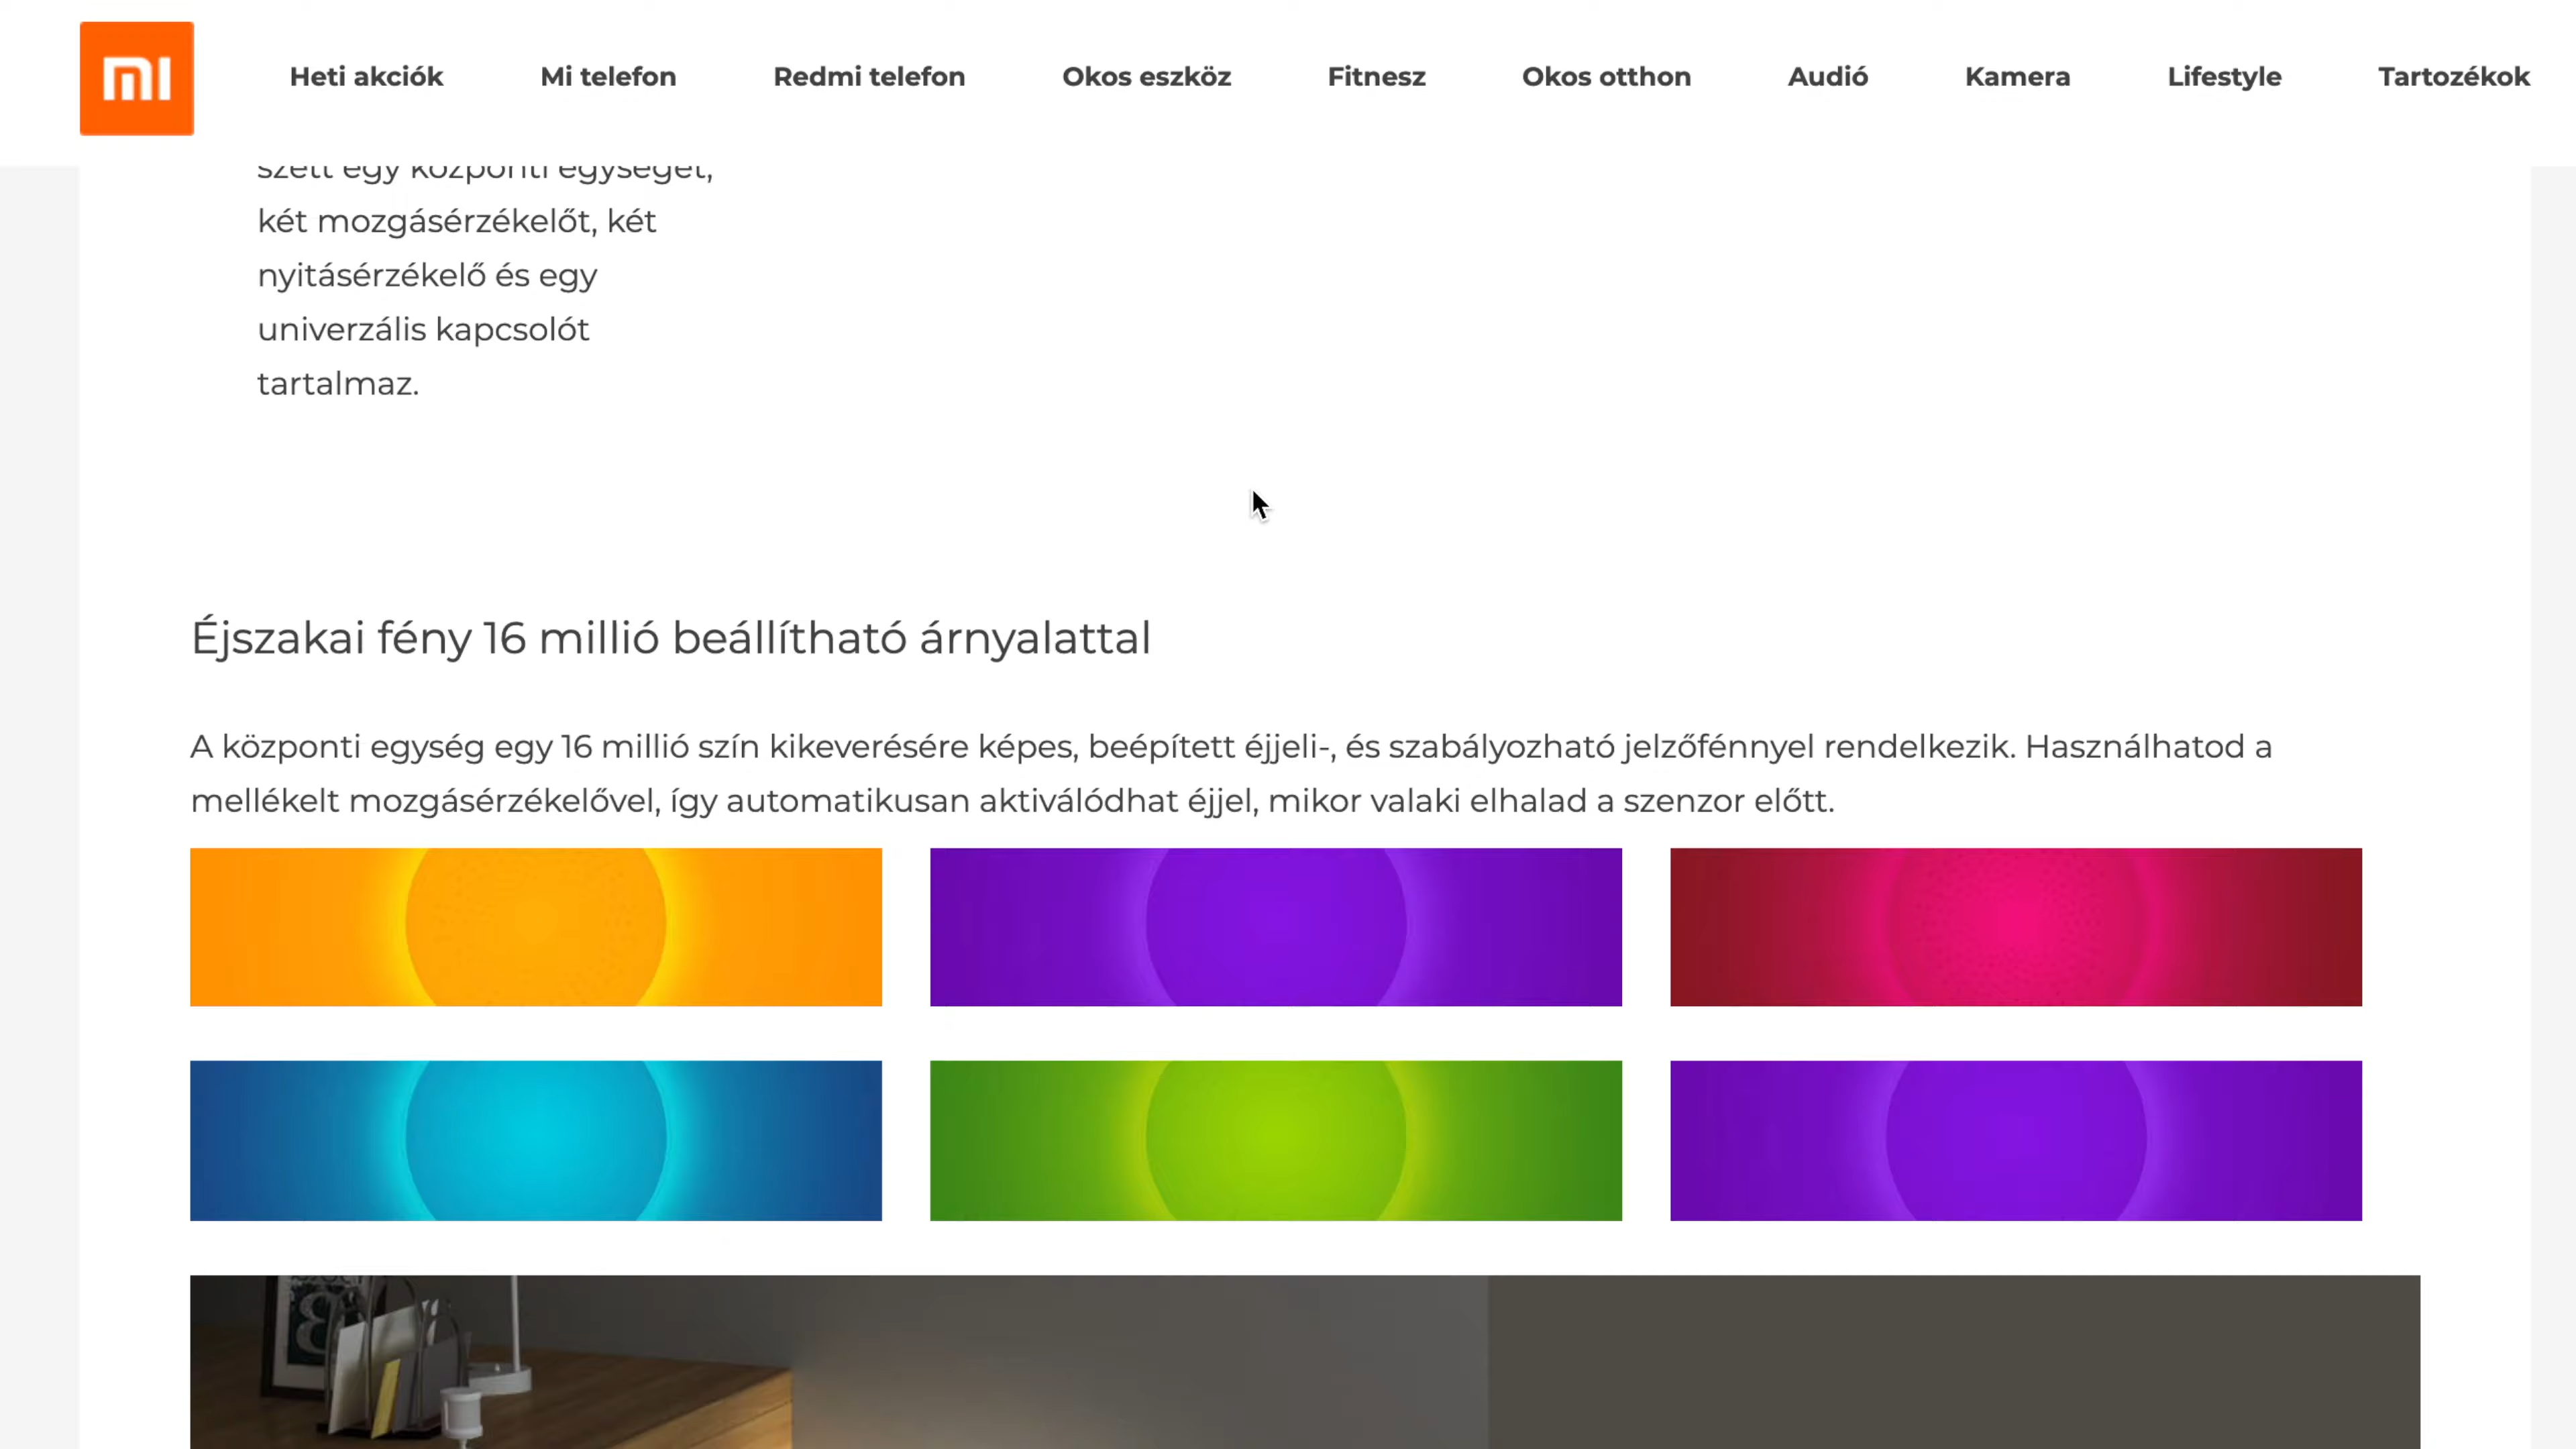 mi
Heti akciók Mi telefon Redmi telefon Okos eszköz Fitnesz Okos otthon Audió Kamera Lifestyle Tartozékok
szett egy központi egységet,
két mozgásérzékelőt, két
nyitásérzékelő és egy
univerzális kapcsolót
tartalmaz.
Éjszakai fény 16 millió beállítható árnyalattal
A központi egység egy 16 millió szín kikeverésére képes, beépített éjjeli-, és szabályozható jelzőfénnyel rendelkezik. Használhatod a
mellékelt mozgásérzékelővel, így automatikusan aktiválódhat éjjel, mikor valaki elhalad a szenzor előtt.